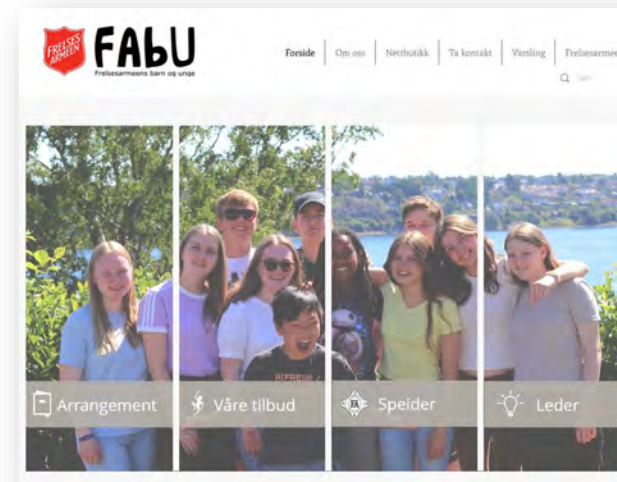 FRELSES
ARMEEN
FAbU
Frelsesarmeens barn og unge
Forside
Om oss
Nettbutikk
Ta kontakt
Varsling
Frelsesarmee
Arrangement
Våre tilbud
FA
Speider
Leder